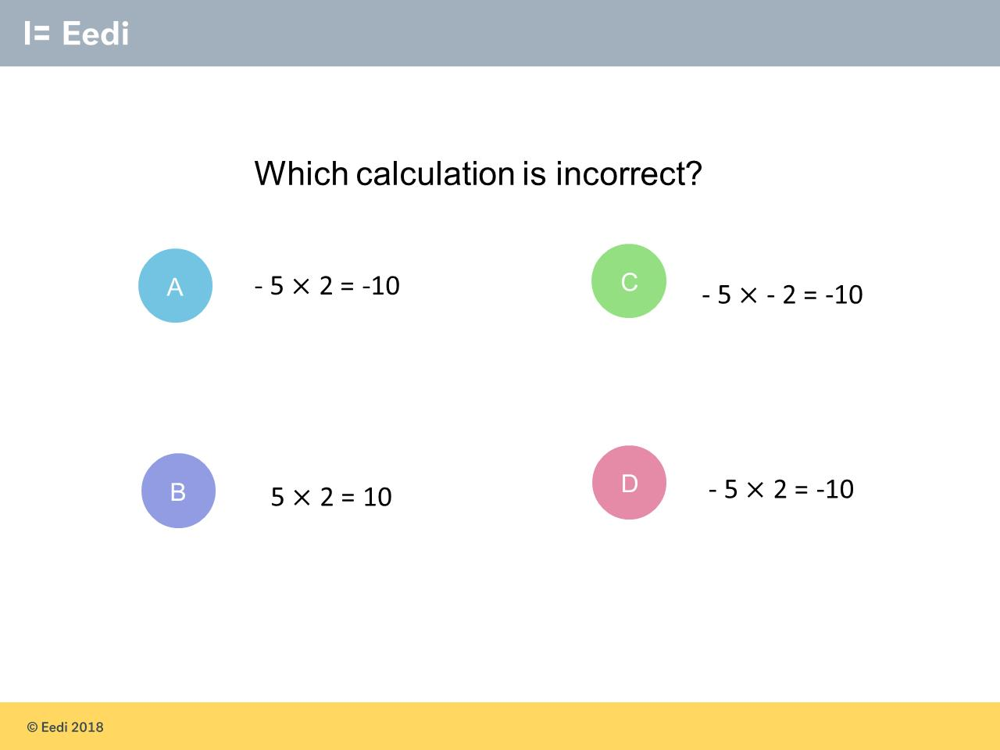 Eedi
Which calculation is incorrect?
A
- 5 × 2 = -10
C
- 5 × - 2 = -10
B
5 × 2 = 10
D
- 5 × 2 = -10
© Eedi 2018